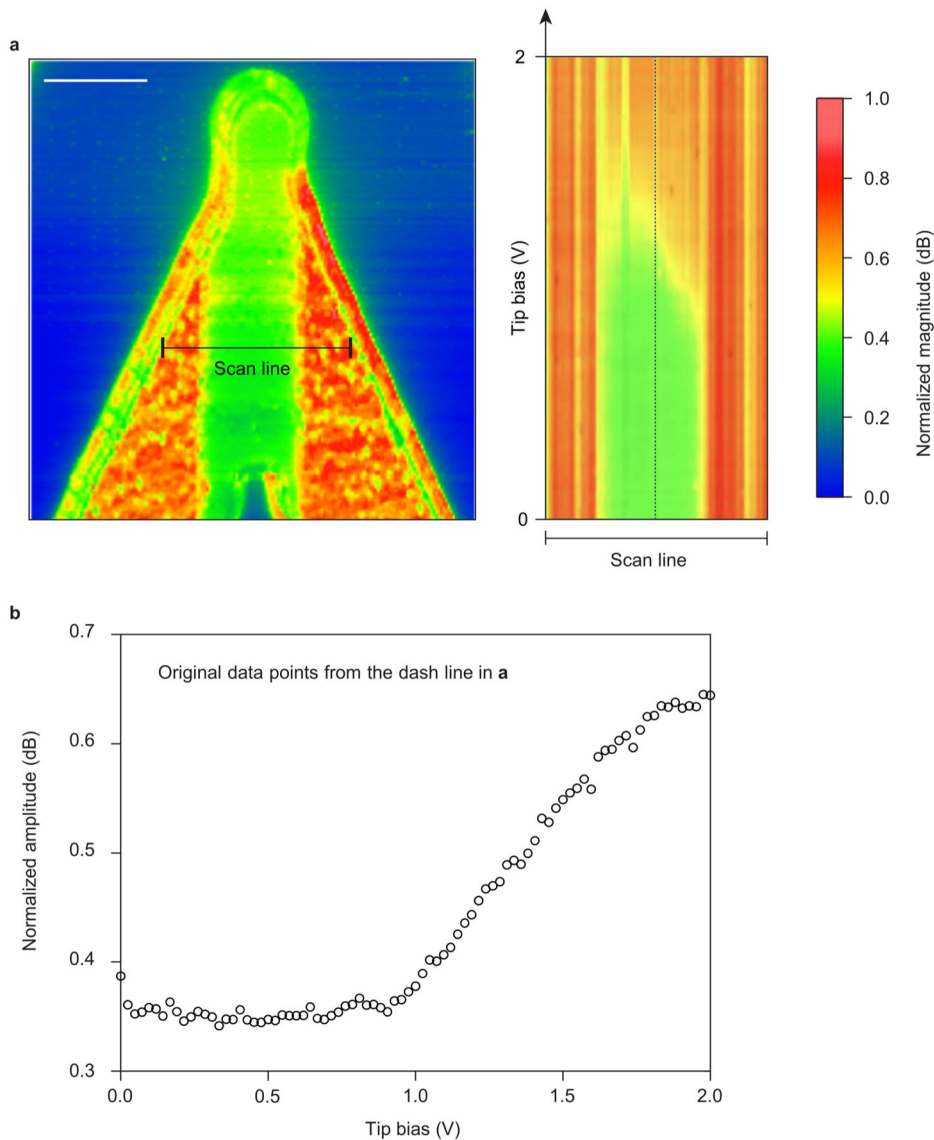 a
Scan line
2
Tip bias (V)
0
Scan line
1.0
0.8
0.6
0.4
0.2
0.0
Normalized magnitude (dB)
b
0.7
0.6
0.5
0.4
0.3
Normalized amplitude (dB)
Original data points from the dash line in a
0.0
0.5
1.0
1.5
2.0
Tip bias (V)